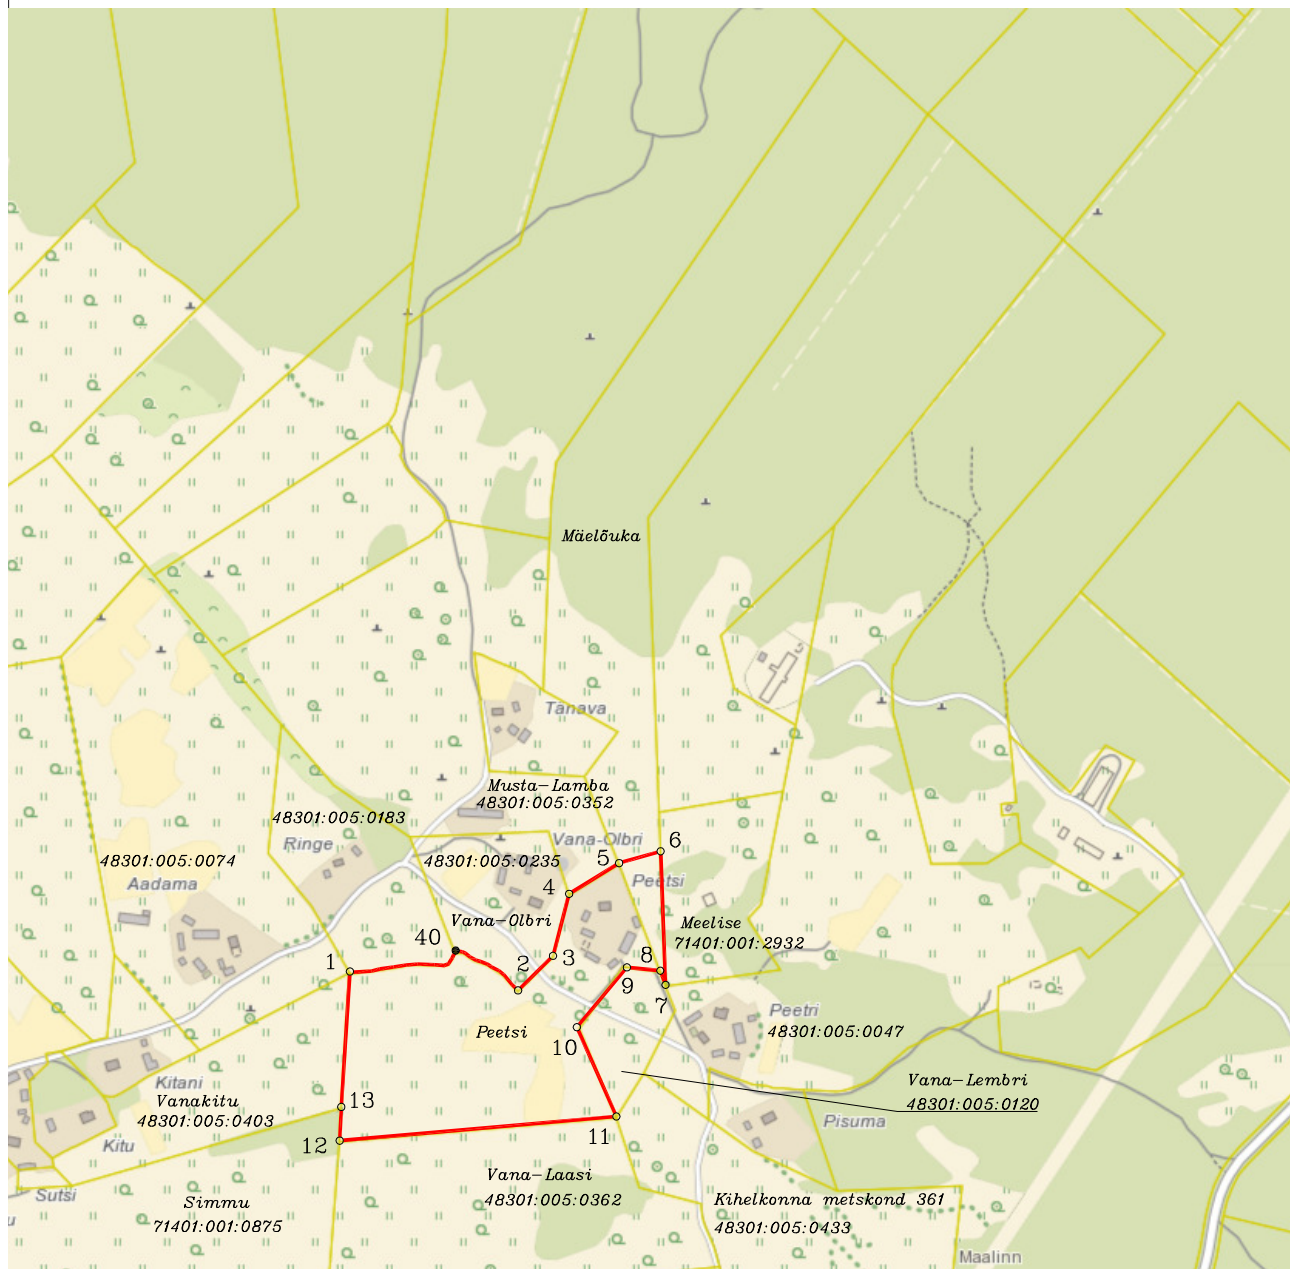 Mäelõuka
Tanava
Musta-Lamba
48301:005:0352
48301:005:0183
Ringe
Vana-Olbri
6
5
48301:005:0074
48301:005:0235
Aadama
4
Peetsi
Vana-Olbri
Meelise
71401:001:2932
40
1
2
3
8
9
7
Peetsi
Peetri
48301:005:0047
10
Kitani
Vanakitu
48301:005:0403
13
Vana-Lembri
48301:005:0120
Pisuma
Kitu
12
11
Sutsi
Vana-Laasi
48301:005:0362
Simmu
71401:001:0875
Kihelkonna metskond 361
48301:005:0433
Maalinn